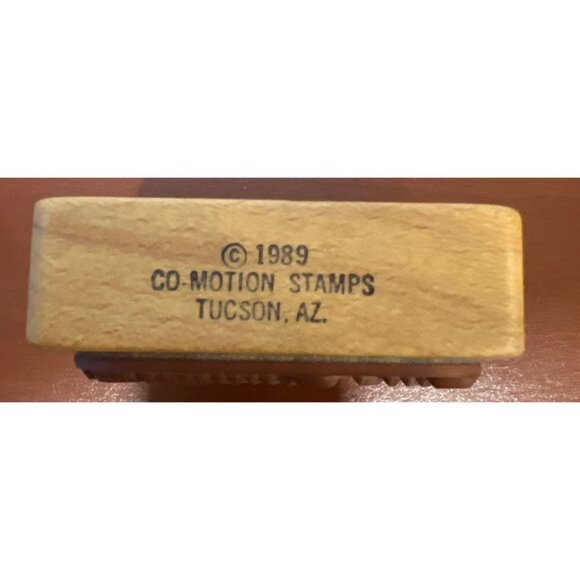 © 1989
CO-MOTION STAMPS
TUCSON, AZ.